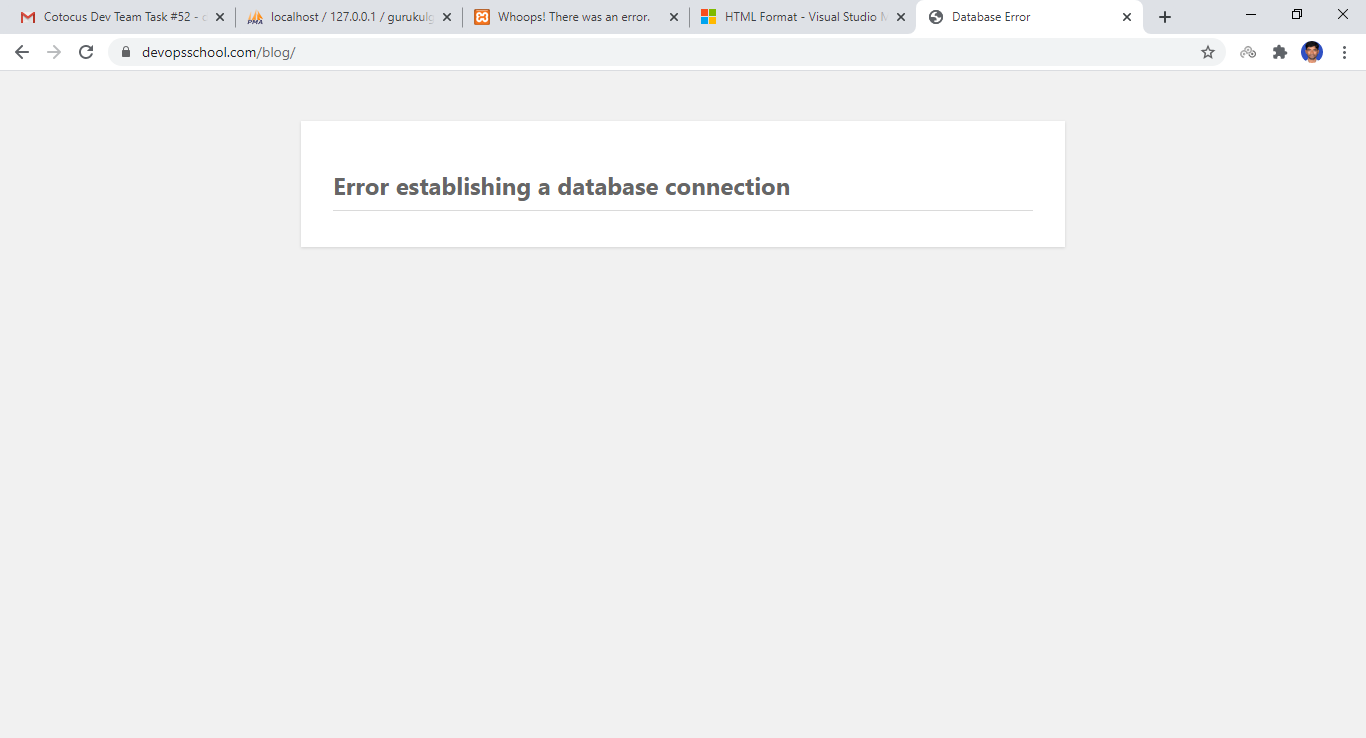 Cotocus Dev Team Task #52 - 
localhost / 127.0.0.1 / gurukulg
Whoops! There was an error.
HTML Format - Visual Studio M
Database Error
devopsschool.com/blog/
Error establishing a database connection